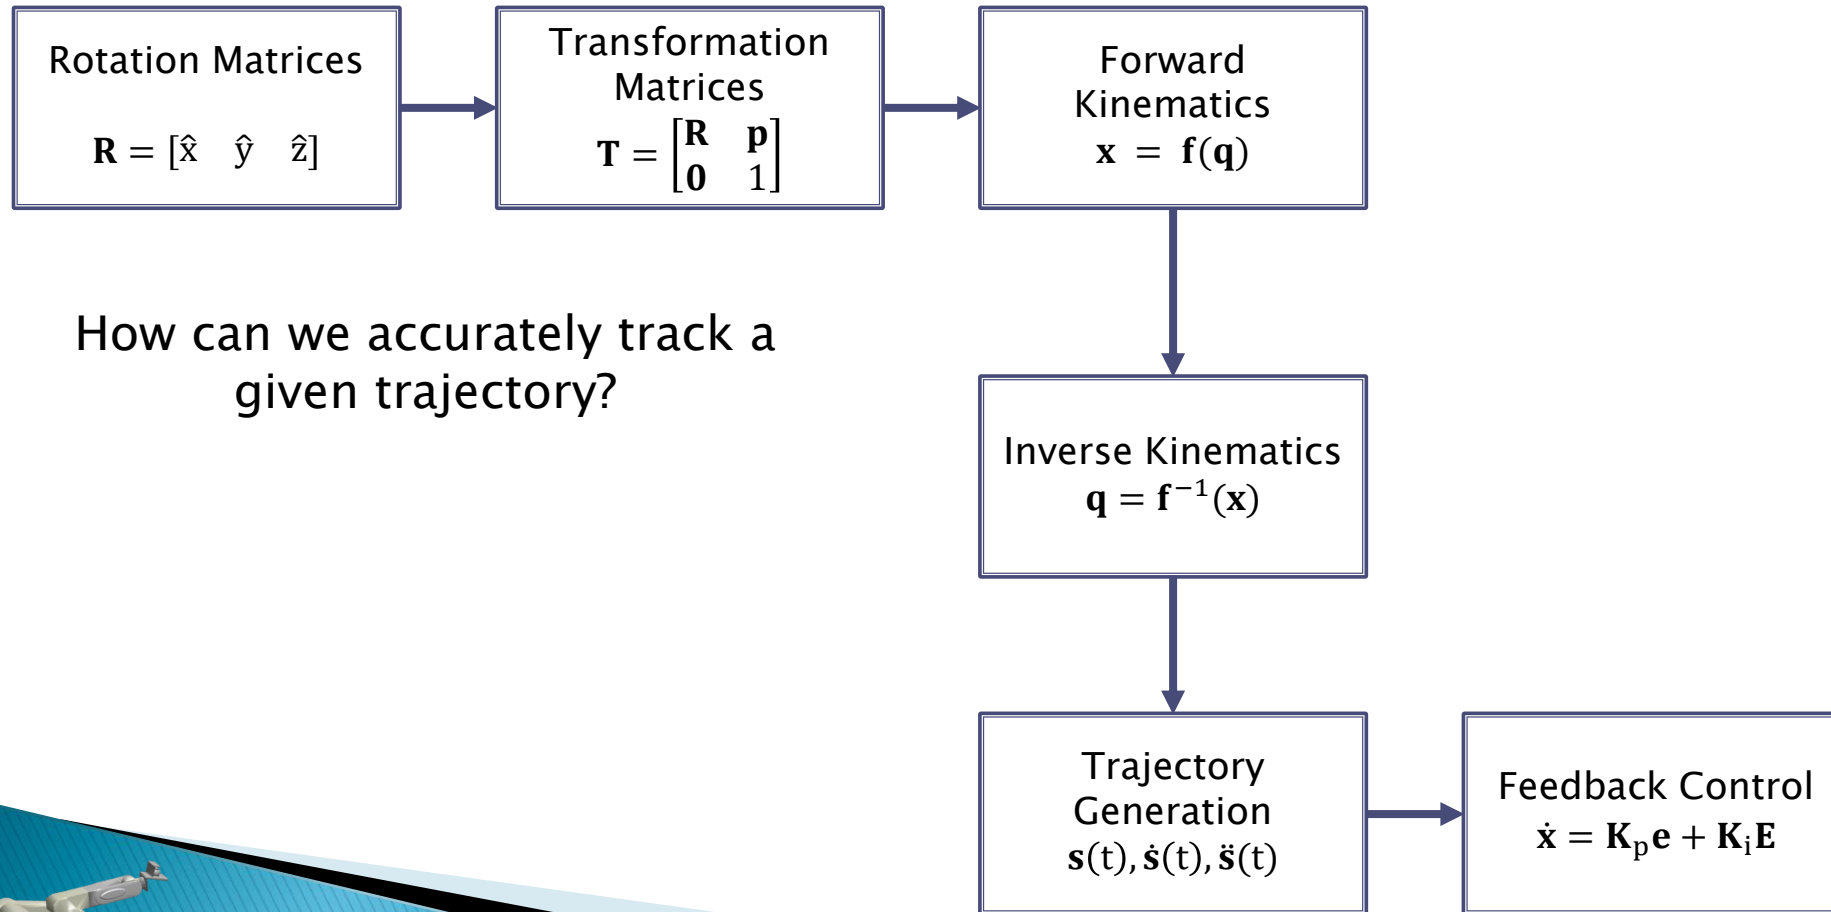 Rotation Matrices
𝐑 = [x̂ ŷ ẑ]
Transformation
Matrices
𝐓 = [𝐑 𝐩
𝟎 1]
Forward
Kinematics
𝐱 = 𝐟(𝐪)
How can we accurately track a
given trajectory?
Inverse Kinematics
𝐪 = 𝐟⁻¹(𝐱)
Trajectory
Generation
𝐬(t), 𝐬̇(t), 𝐬̈(t)
Feedback Control
ẋ = 𝐊ₚ𝐞 + 𝐊ᵢ𝐄